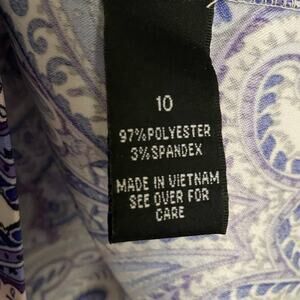 10
97%POLYESTER
3%SPANDEX
MADE IN VIETNAM
SEE OVER FOR
CARE